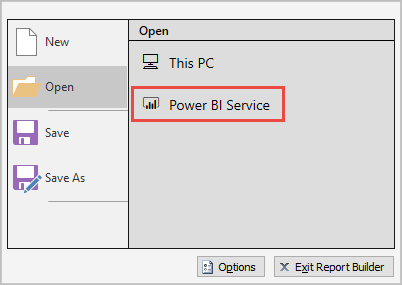 New
Open
Save
Save As
Open
This PC
Power BI Service
Options
Exit Report Builder